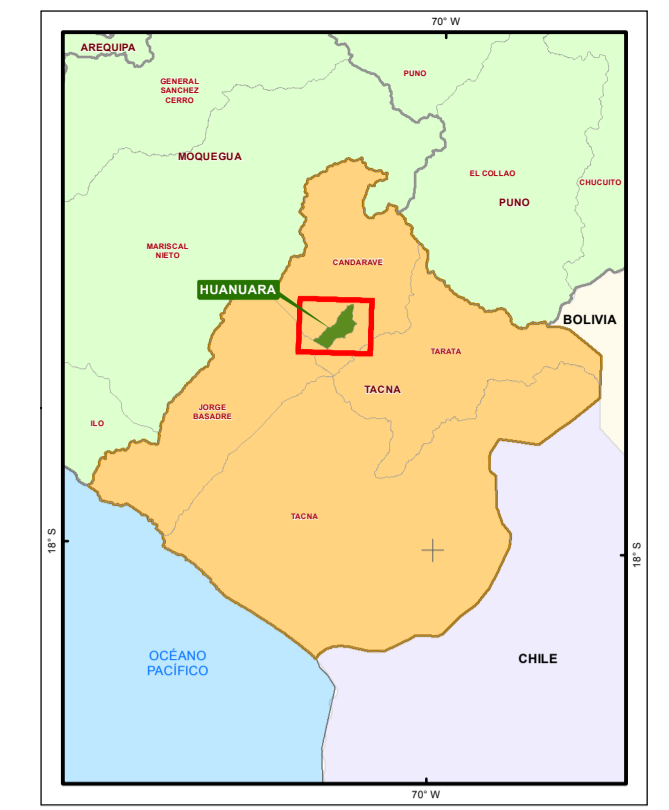 70° W
AREQUIPA
PUNO
GENERAL
SANCHEZ
CERRO
MOQUEGUA
EL COLLAO
CHUCUITO
PUNO
MARISCAL
NIETO
CANDARAVE
HUANUARA
BOLIVIA
TARATA
TACNA
JORGE
BASADRE
ILO
TACNA
18° S
18° S
OCÉANO
PACÍFICO
CHILE
70° W